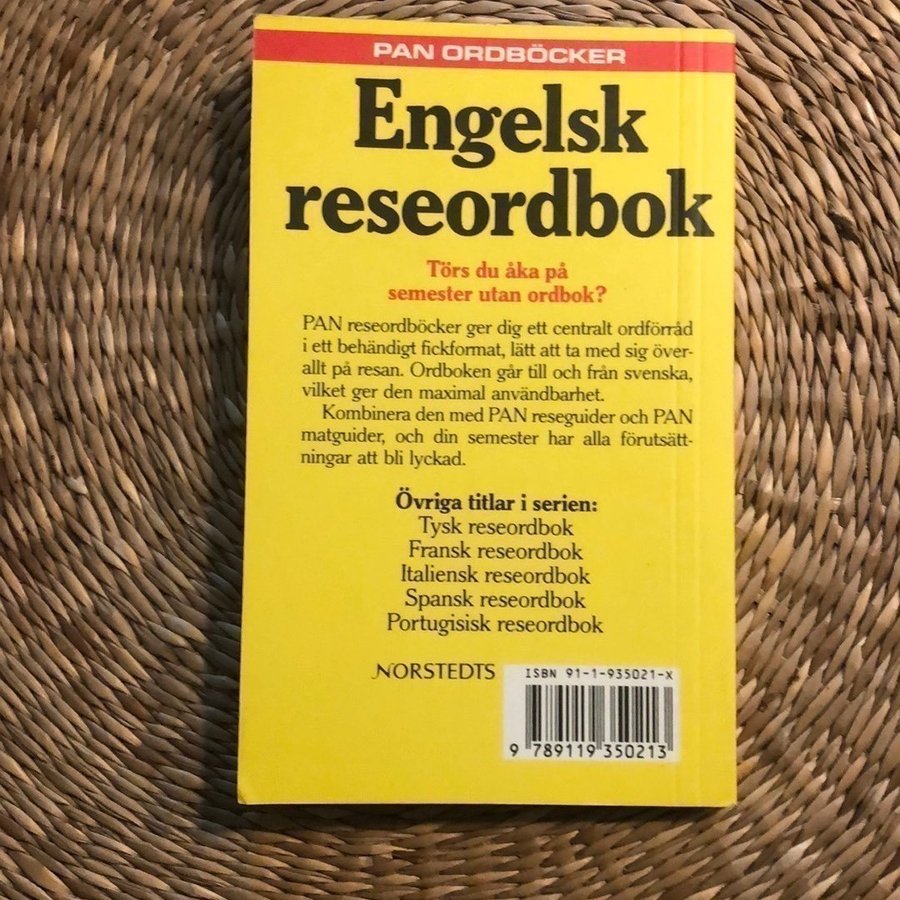 PAN ORDBÖCKER
Engelsk
reseordbok
Törs du åka på
semester utan ordbok?
PAN reseordböcker ger dig ett centralt ordförråd
i ett behändigt fickformat, lätt att ta med sig över-
allt på resan. Ordboken går till och från svenska,
vilket ger den maximal användbarhet.
Kombinera den med PAN reseguider och PAN
matguider, och din semester har alla förutsätt-
ningar att bli lyckad.
Övriga titlar i serien:
Tysk reseordbok
Fransk reseordbok
Italiensk reseordbok
Spansk reseordbok
Portugisisk reseordbok
NORSTEDTS
ISBN 91-1-935021-X
9 789119 350213